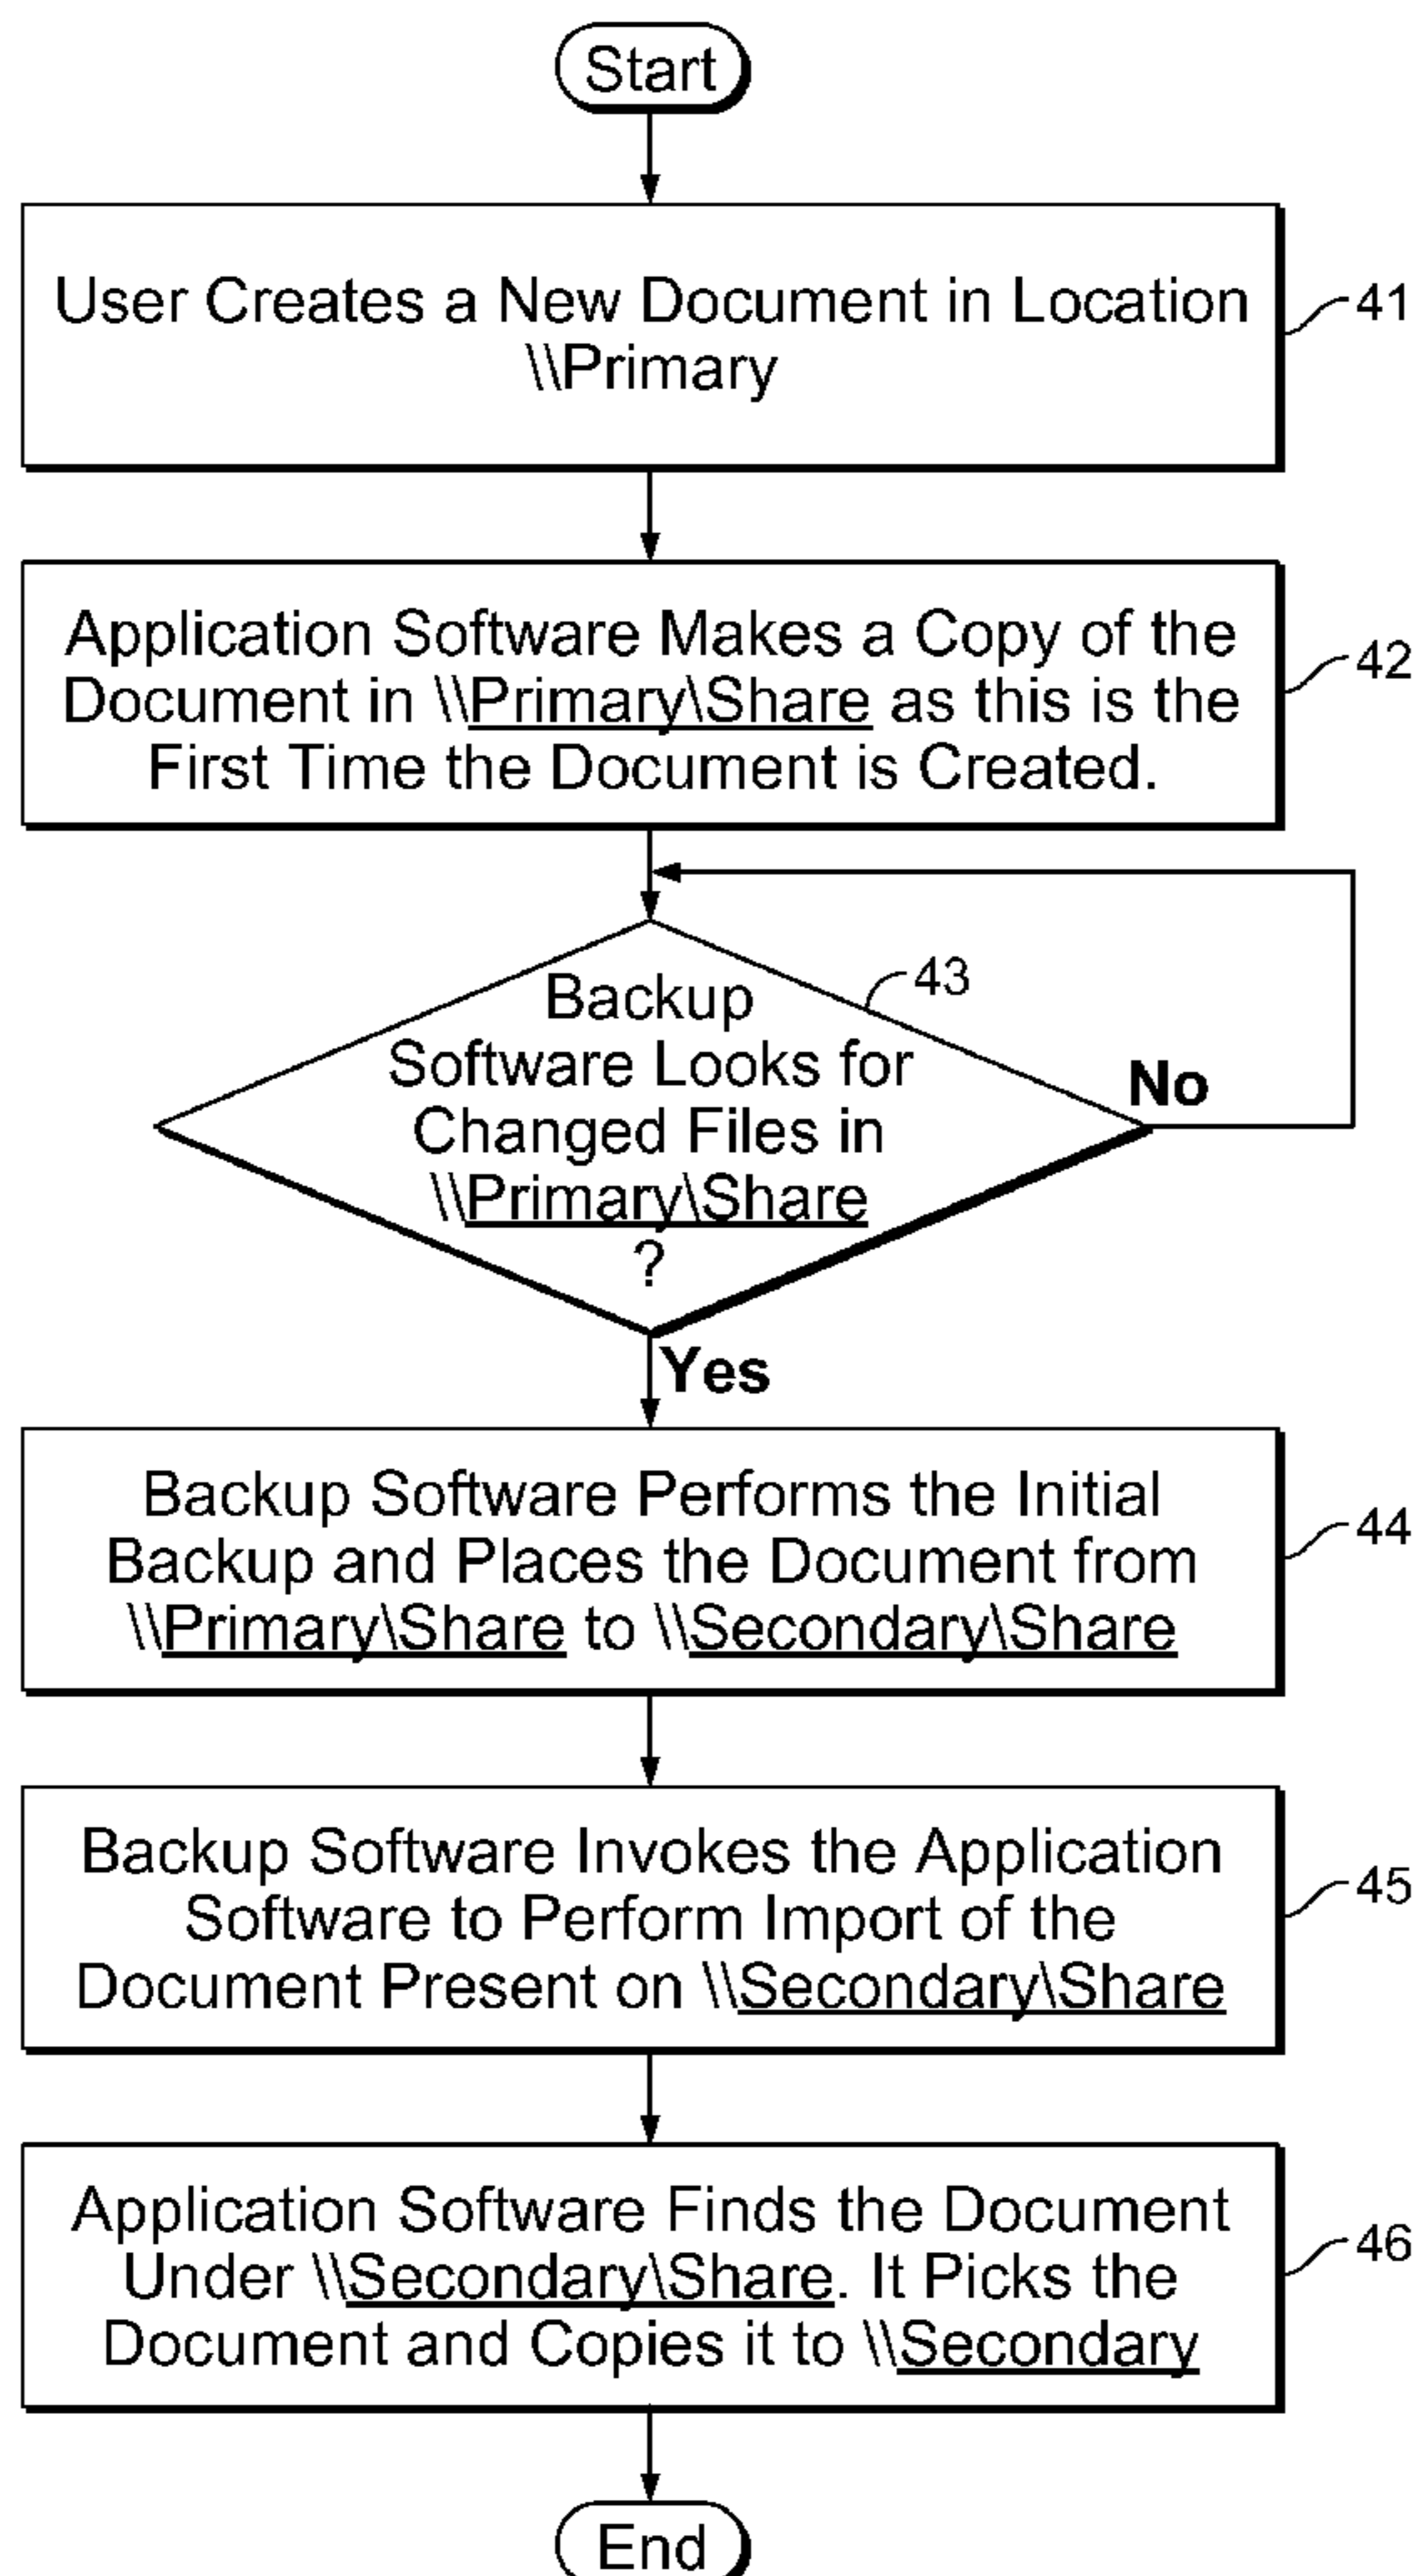 Start
User Creates a New Document in Location
\\Primary
41
Application Software Makes a Copy of the
Document in \\Primary\Share as this is the
First Time the Document is Created.
42
Backup
Software Looks for
Changed Files in
\\Primary\Share
?
43
No
Yes
Backup Software Performs the Initial
Backup and Places the Document from
\\Primary\Share to \\Secondary\Share
44
Backup Software Invokes the Application
Software to Perform Import of the
Document Present on \\Secondary\Share
45
Application Software Finds the Document
Under \\Secondary\Share. It Picks the
Document and Copies it to \\Secondary
46
End